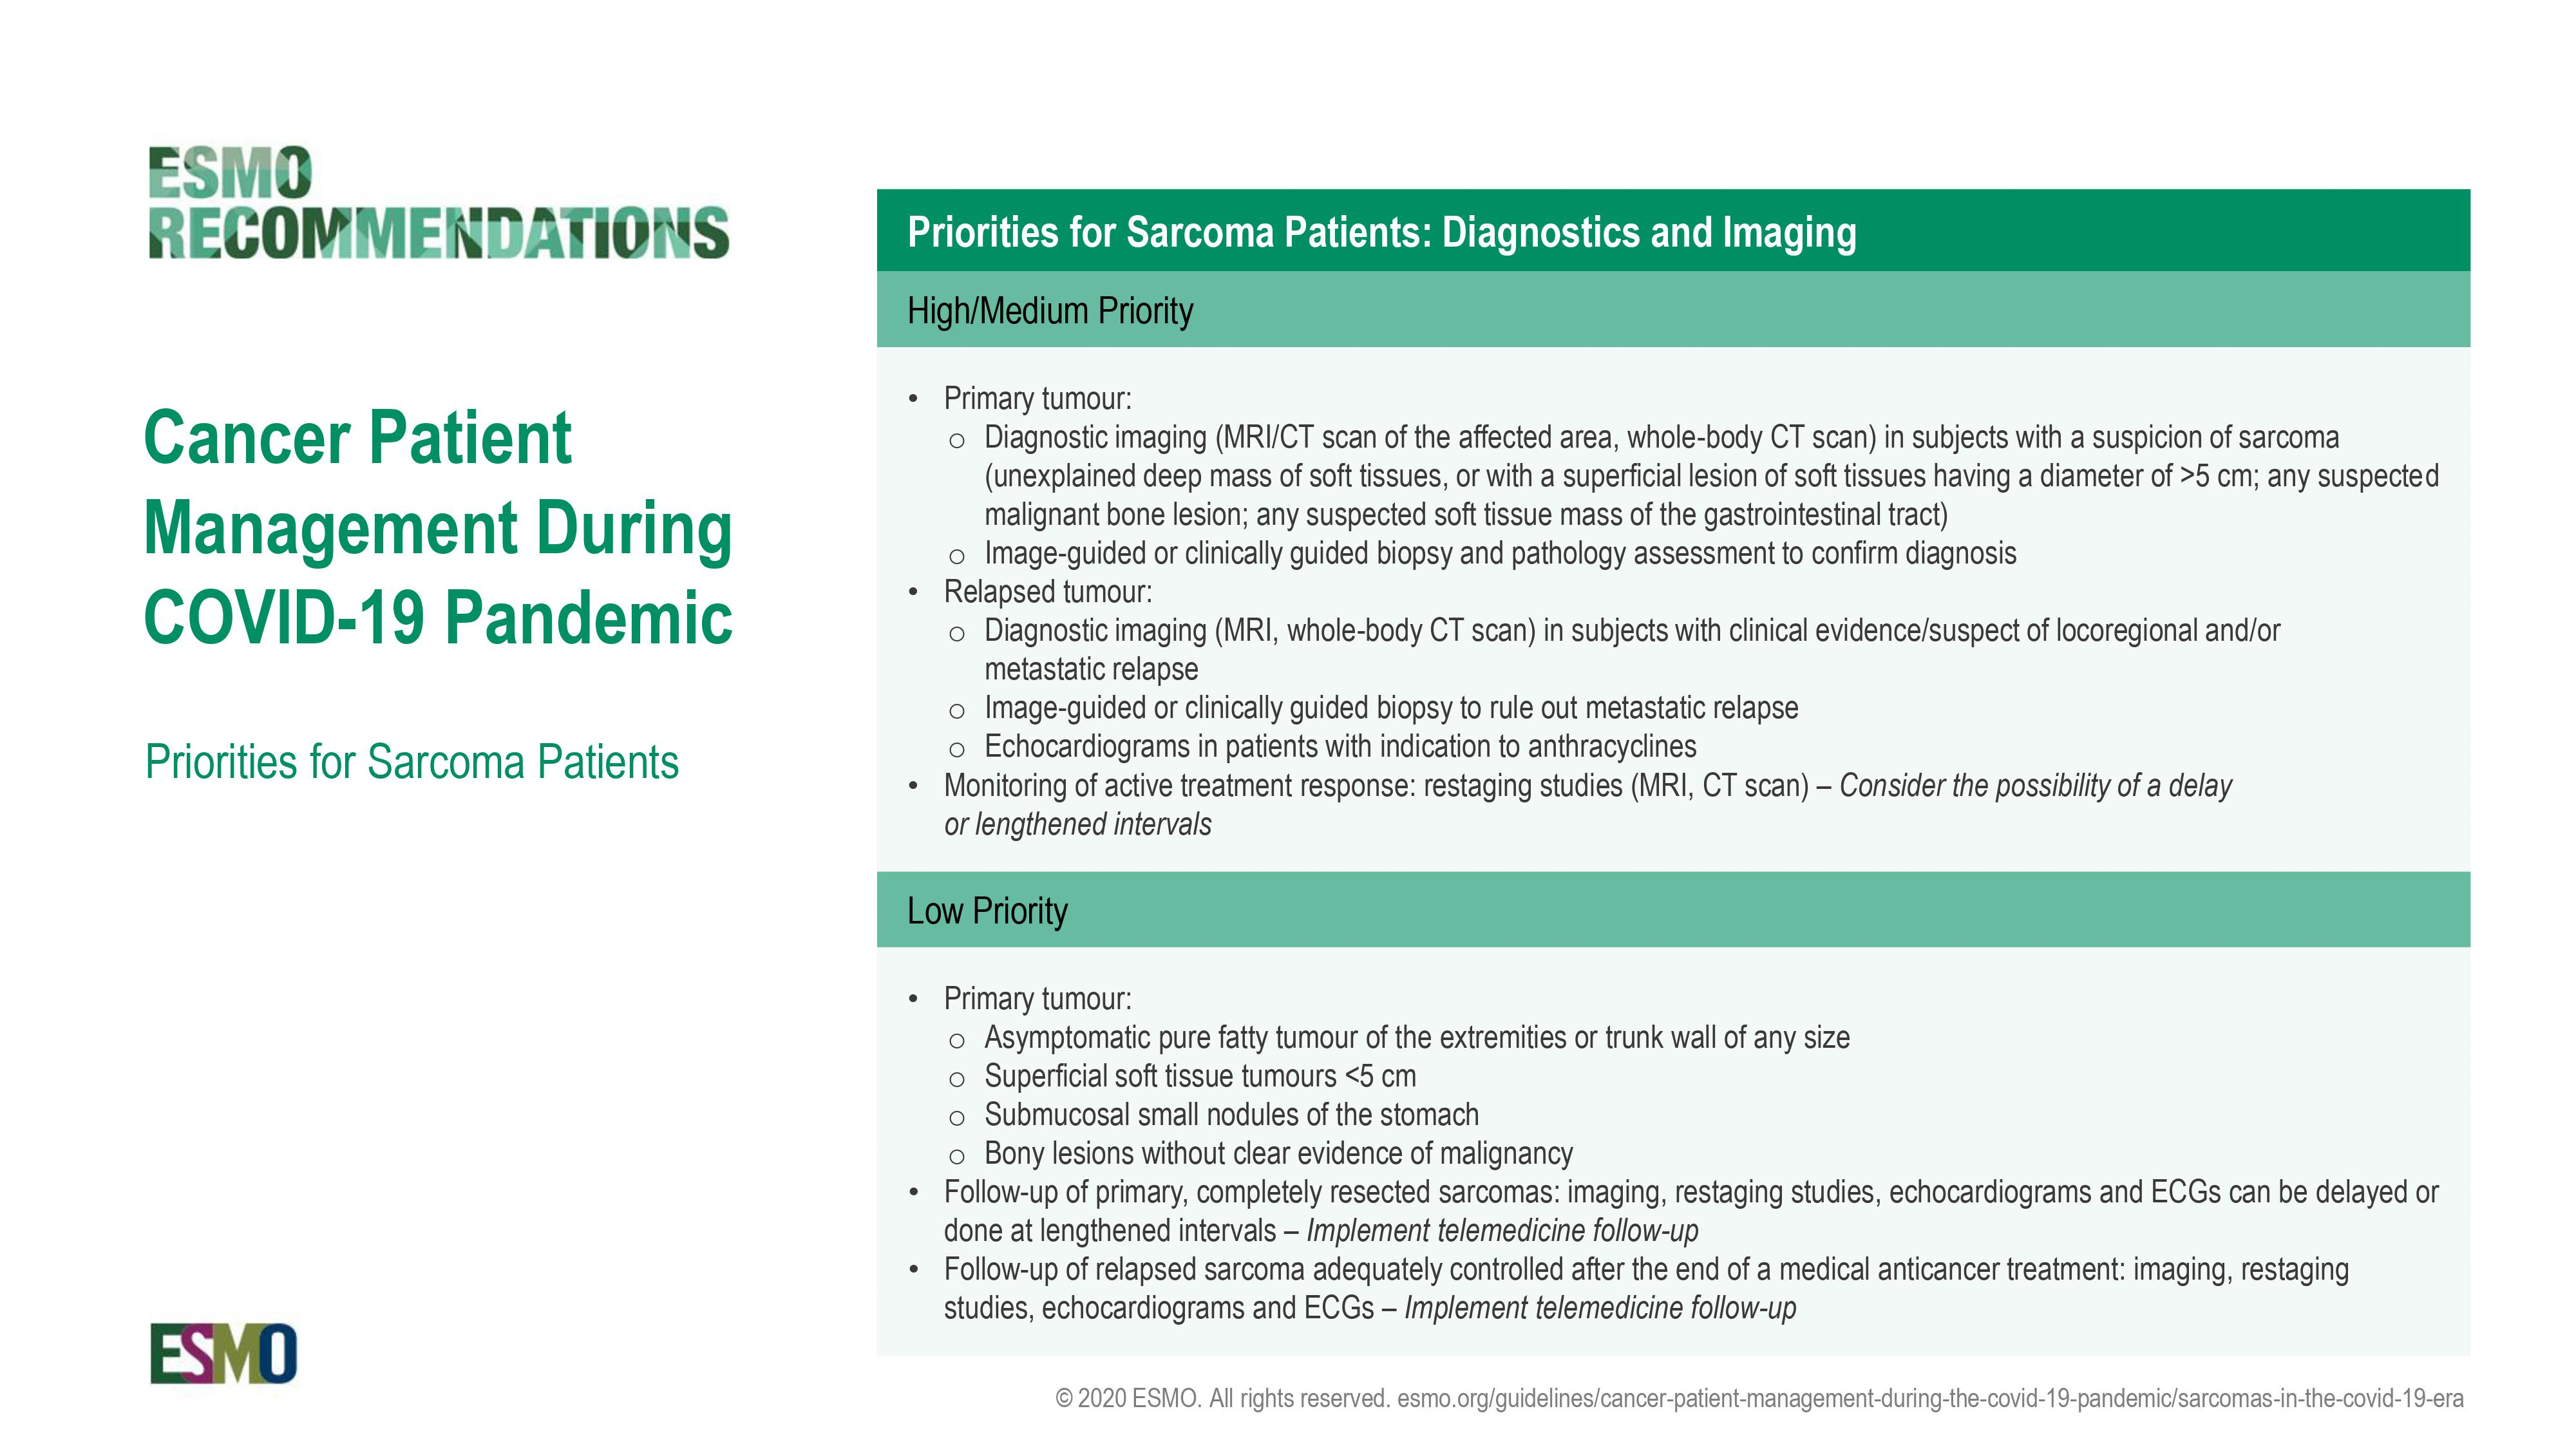 ESMO
RECOMMENDATIONS
Cancer Patient
Management During
COVID-19 Pandemic
Priorities for Sarcoma Patients
ESMO
Priorities for Sarcoma Patients: Diagnostics and Imaging
High/Medium Priority
• Primary tumour:
o Diagnostic imaging (MRI/CT scan of the affected area, whole-body CT scan) in subjects with a suspicion of sarcoma
(unexplained deep mass of soft tissues, or with a superficial lesion of soft tissues having a diameter of >5 cm; any suspected
malignant bone lesion; any suspected soft tissue mass of the gastrointestinal tract)
o Image-guided or clinically guided biopsy and pathology assessment to confirm diagnosis
• Relapsed tumour:
o Diagnostic imaging (MRI, whole-body CT scan) in subjects with clinical evidence/suspect of locoregional and/or
metastatic relapse
o Image-guided or clinically guided biopsy to rule out metastatic relapse
o Echocardiograms in patients with indication to anthracyclines
• Monitoring of active treatment response: restaging studies (MRI, CT scan) – Consider the possibility of a delay
or lengthened intervals
Low Priority
• Primary tumour:
o Asymptomatic pure fatty tumour of the extremities or trunk wall of any size
o Superficial soft tissue tumours <5 cm
o Submucosal small nodules of the stomach
o Bony lesions without clear evidence of malignancy
• Follow-up of primary, completely resected sarcomas: imaging, restaging studies, echocardiograms and ECGs can be delayed or
done at lengthened intervals – Implement telemedicine follow-up
• Follow-up of relapsed sarcoma adequately controlled after the end of a medical anticancer treatment: imaging, restaging
studies, echocardiograms and ECGs – Implement telemedicine follow-up
© 2020 ESMO. All rights reserved. esmo.org/guidelines/cancer-patient-management-during-the-covid-19-pandemic/sarcomas-in-the-covid-19-era